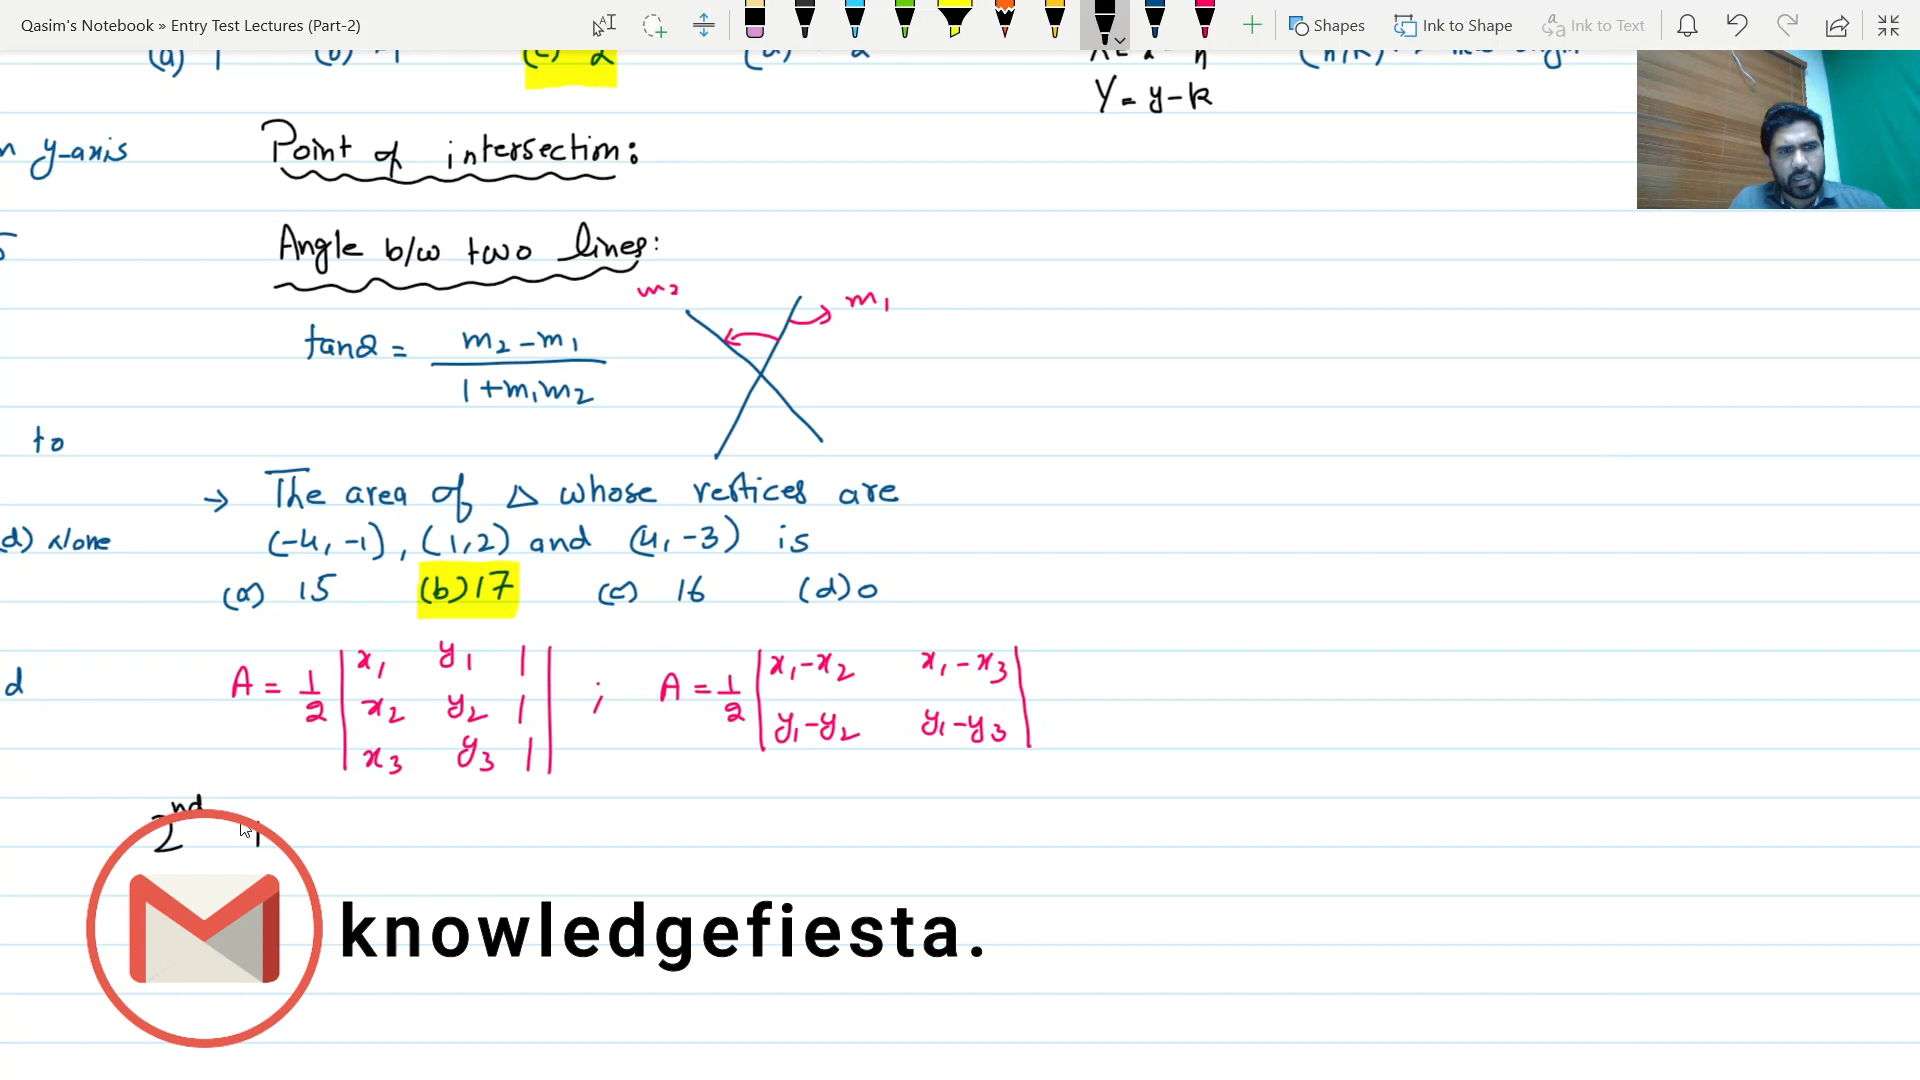 Qasim's Notebook » Entry Test Lectures (Part-2)
Shapes
Ink to Shape
Ink to Text
(a) 1 (b) -1 (c) 2
Y = y-k
y-axis
Point of intersection:
Angle b/w two lines:
m2
m1
tanθ = m2-m1 / 1+m1m2
to
→ The area of Δ whose vertices are
(d) None
(-4, -1), (1,2) and (4, -3) is
(a) 15 (b) 17 (c) 16 (d) 0
d
A = 1/2 | x1 y1 1 | ; A = 1/2 | x1-x2 x1-x3 |
| x2 y2 1 | | y1-y2 y1-y3 |
| x3 y3 1 |
2nd
knowledgefiesta.